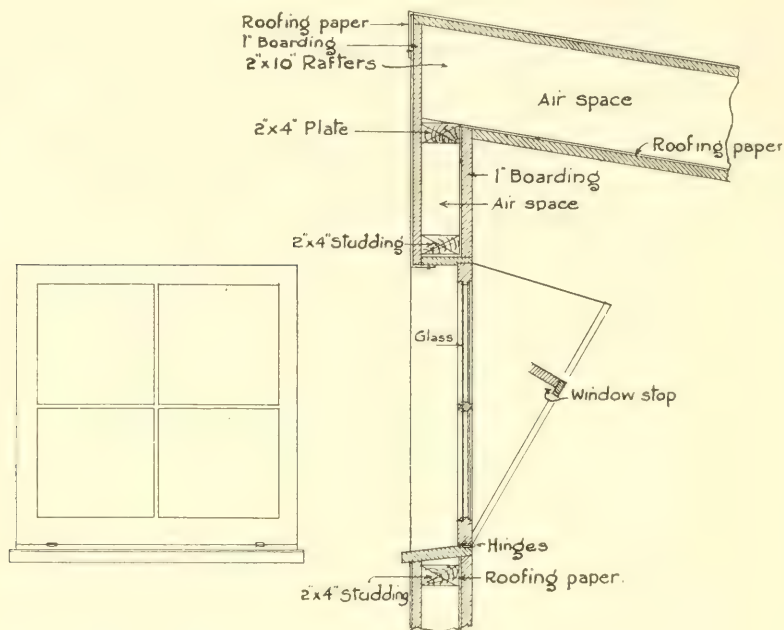 Roofing paper
1" Boarding
2"x10" Rafters
Air space
2"x4" Plate
Roofing paper
1" Boarding
Air space
2"x4" Studding
Glass
Window stop
Hinges
Roofing paper.
2"x4" Studding